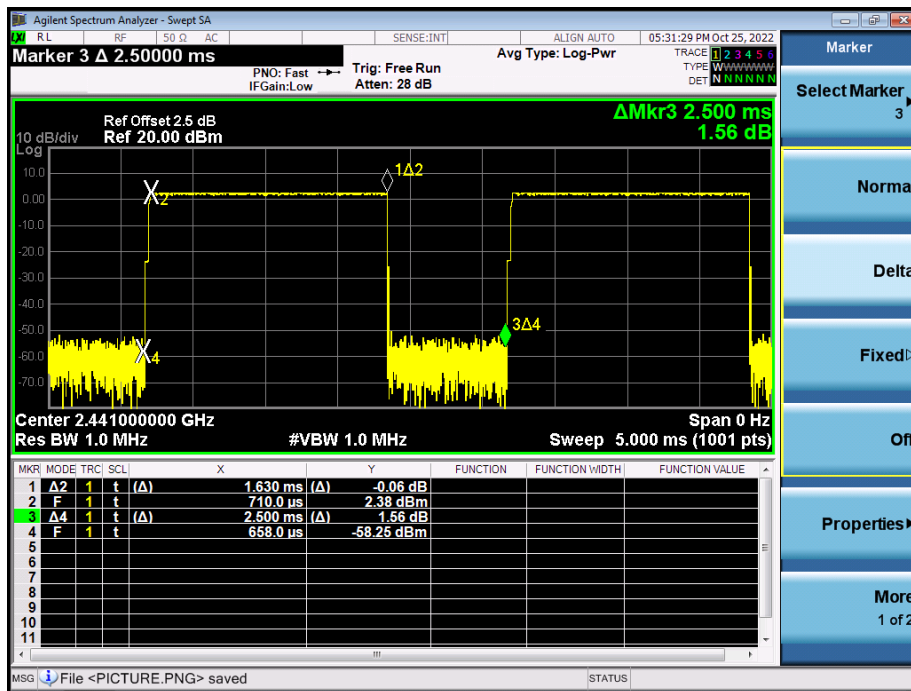 Agilent Spectrum Analyzer - Swept SA
LXI RL RF 50 Ω AC SENSE:INT ALIGN AUTO 05:31:29 PM Oct 25, 2022
Marker 3 Δ 2.50000 ms
PNO: Fast
IFGain:Low
Trig: Free Run
Atten: 28 dB
Avg Type: Log-Pwr
TRACE 1 2 3 4 5 6
TYPE WWWWWW
DET N N N N N N
ΔMkr3 2.500 ms
1.56 dB
Ref Offset 2.5 dB
10 dB/div Ref 20.00 dBm
Log
10.0
0.00
-10.0
-20.0
-30.0
-40.0
-50.0
-60.0
-70.0
1Δ2
2
3Δ4
4
Center 2.441000000 GHz Span 0 Hz
Res BW 1.0 MHz #VBW 1.0 MHz Sweep 5.000 ms (1001 pts)
MKR MODE TRC SCL X Y FUNCTION FUNCTION WIDTH FUNCTION VALUE
1 Δ2 1 t (Δ) 1.630 ms (Δ) -0.06 dB
2 F 1 t 710.0 µs 2.38 dBm
3 Δ4 1 t (Δ) 2.500 ms (Δ) 1.56 dB
4 F 1 t 658.0 µs -58.25 dBm
5
6
7
8
9
10
11
MSG File <PICTURE.PNG> saved STATUS
Marker
Select Marker
3
Norma
Delta
Fixed
Off
Properties
More
1 of 2